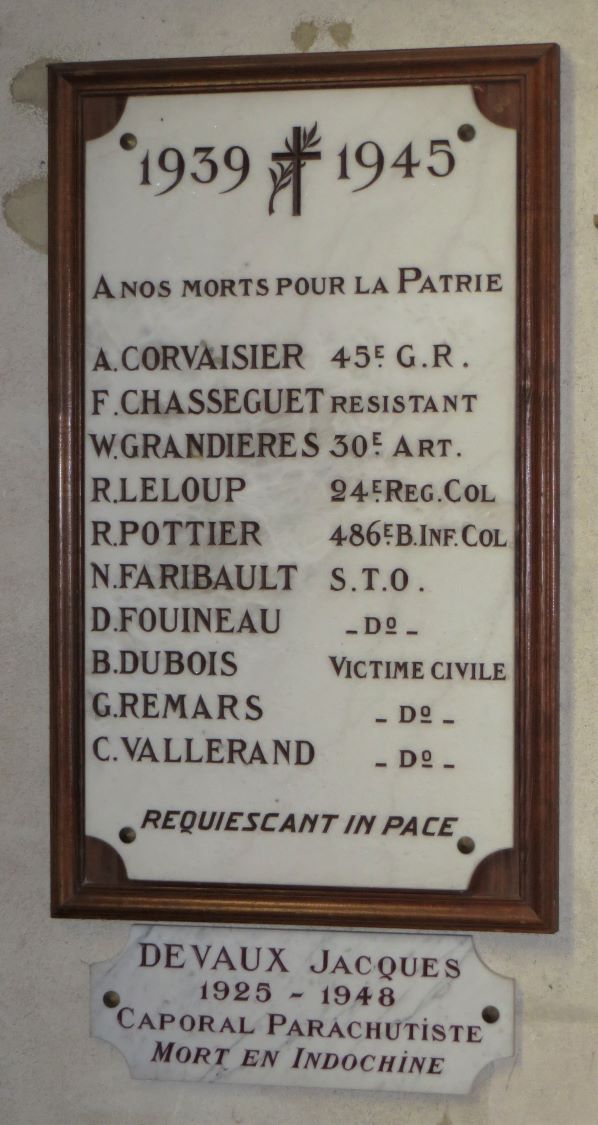 1939 1945
A NOS MORTS POUR LA PATRIE
A.CORVAISIER 45E G.R.
F.CHASSEGUET RESISTANT
W.GRANDIERES 30E ART.
R.LELOUP 24E REG.COL
R.POTTIER 486E B.INF.COL
N.FARIBAULT S.T.O.
D.FOUINEAU - Dº -
B.DUBOIS VICTIME CIVILE
G.REMARS - Dº -
C.VALLERAND - Dº -
REQUIESCANT IN PACE
DEVAUX JACQUES
1925 - 1948
CAPORAL PARACHUTISTE
MORT EN INDOCHINE